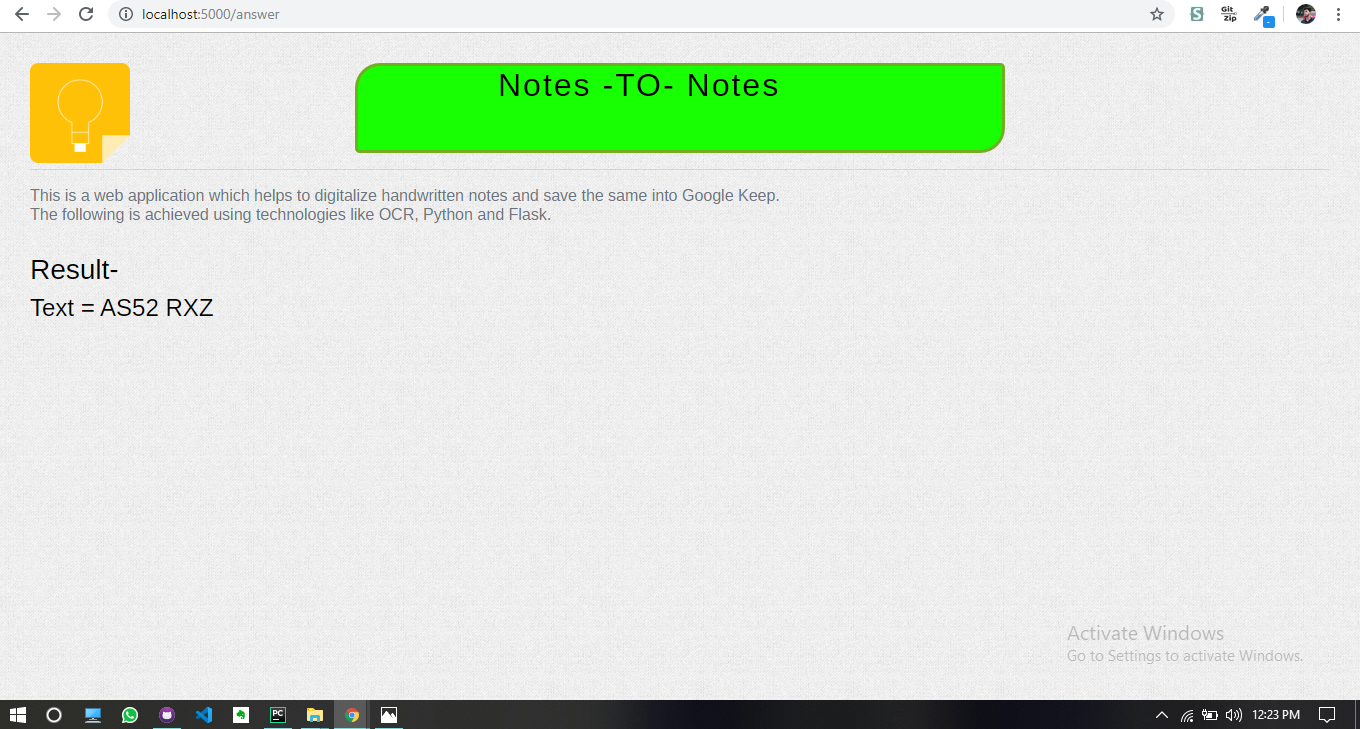 localhost:5000/answer
Git
Zip
Notes -TO- Notes
This is a web application which helps to digitalize handwritten notes and save the same into Google Keep.
The following is achieved using technologies like OCR, Python and Flask.
Result-
Text = AS52 RXZ
Activate Windows
Go to Settings to activate Windows.
PC
12:23 PM